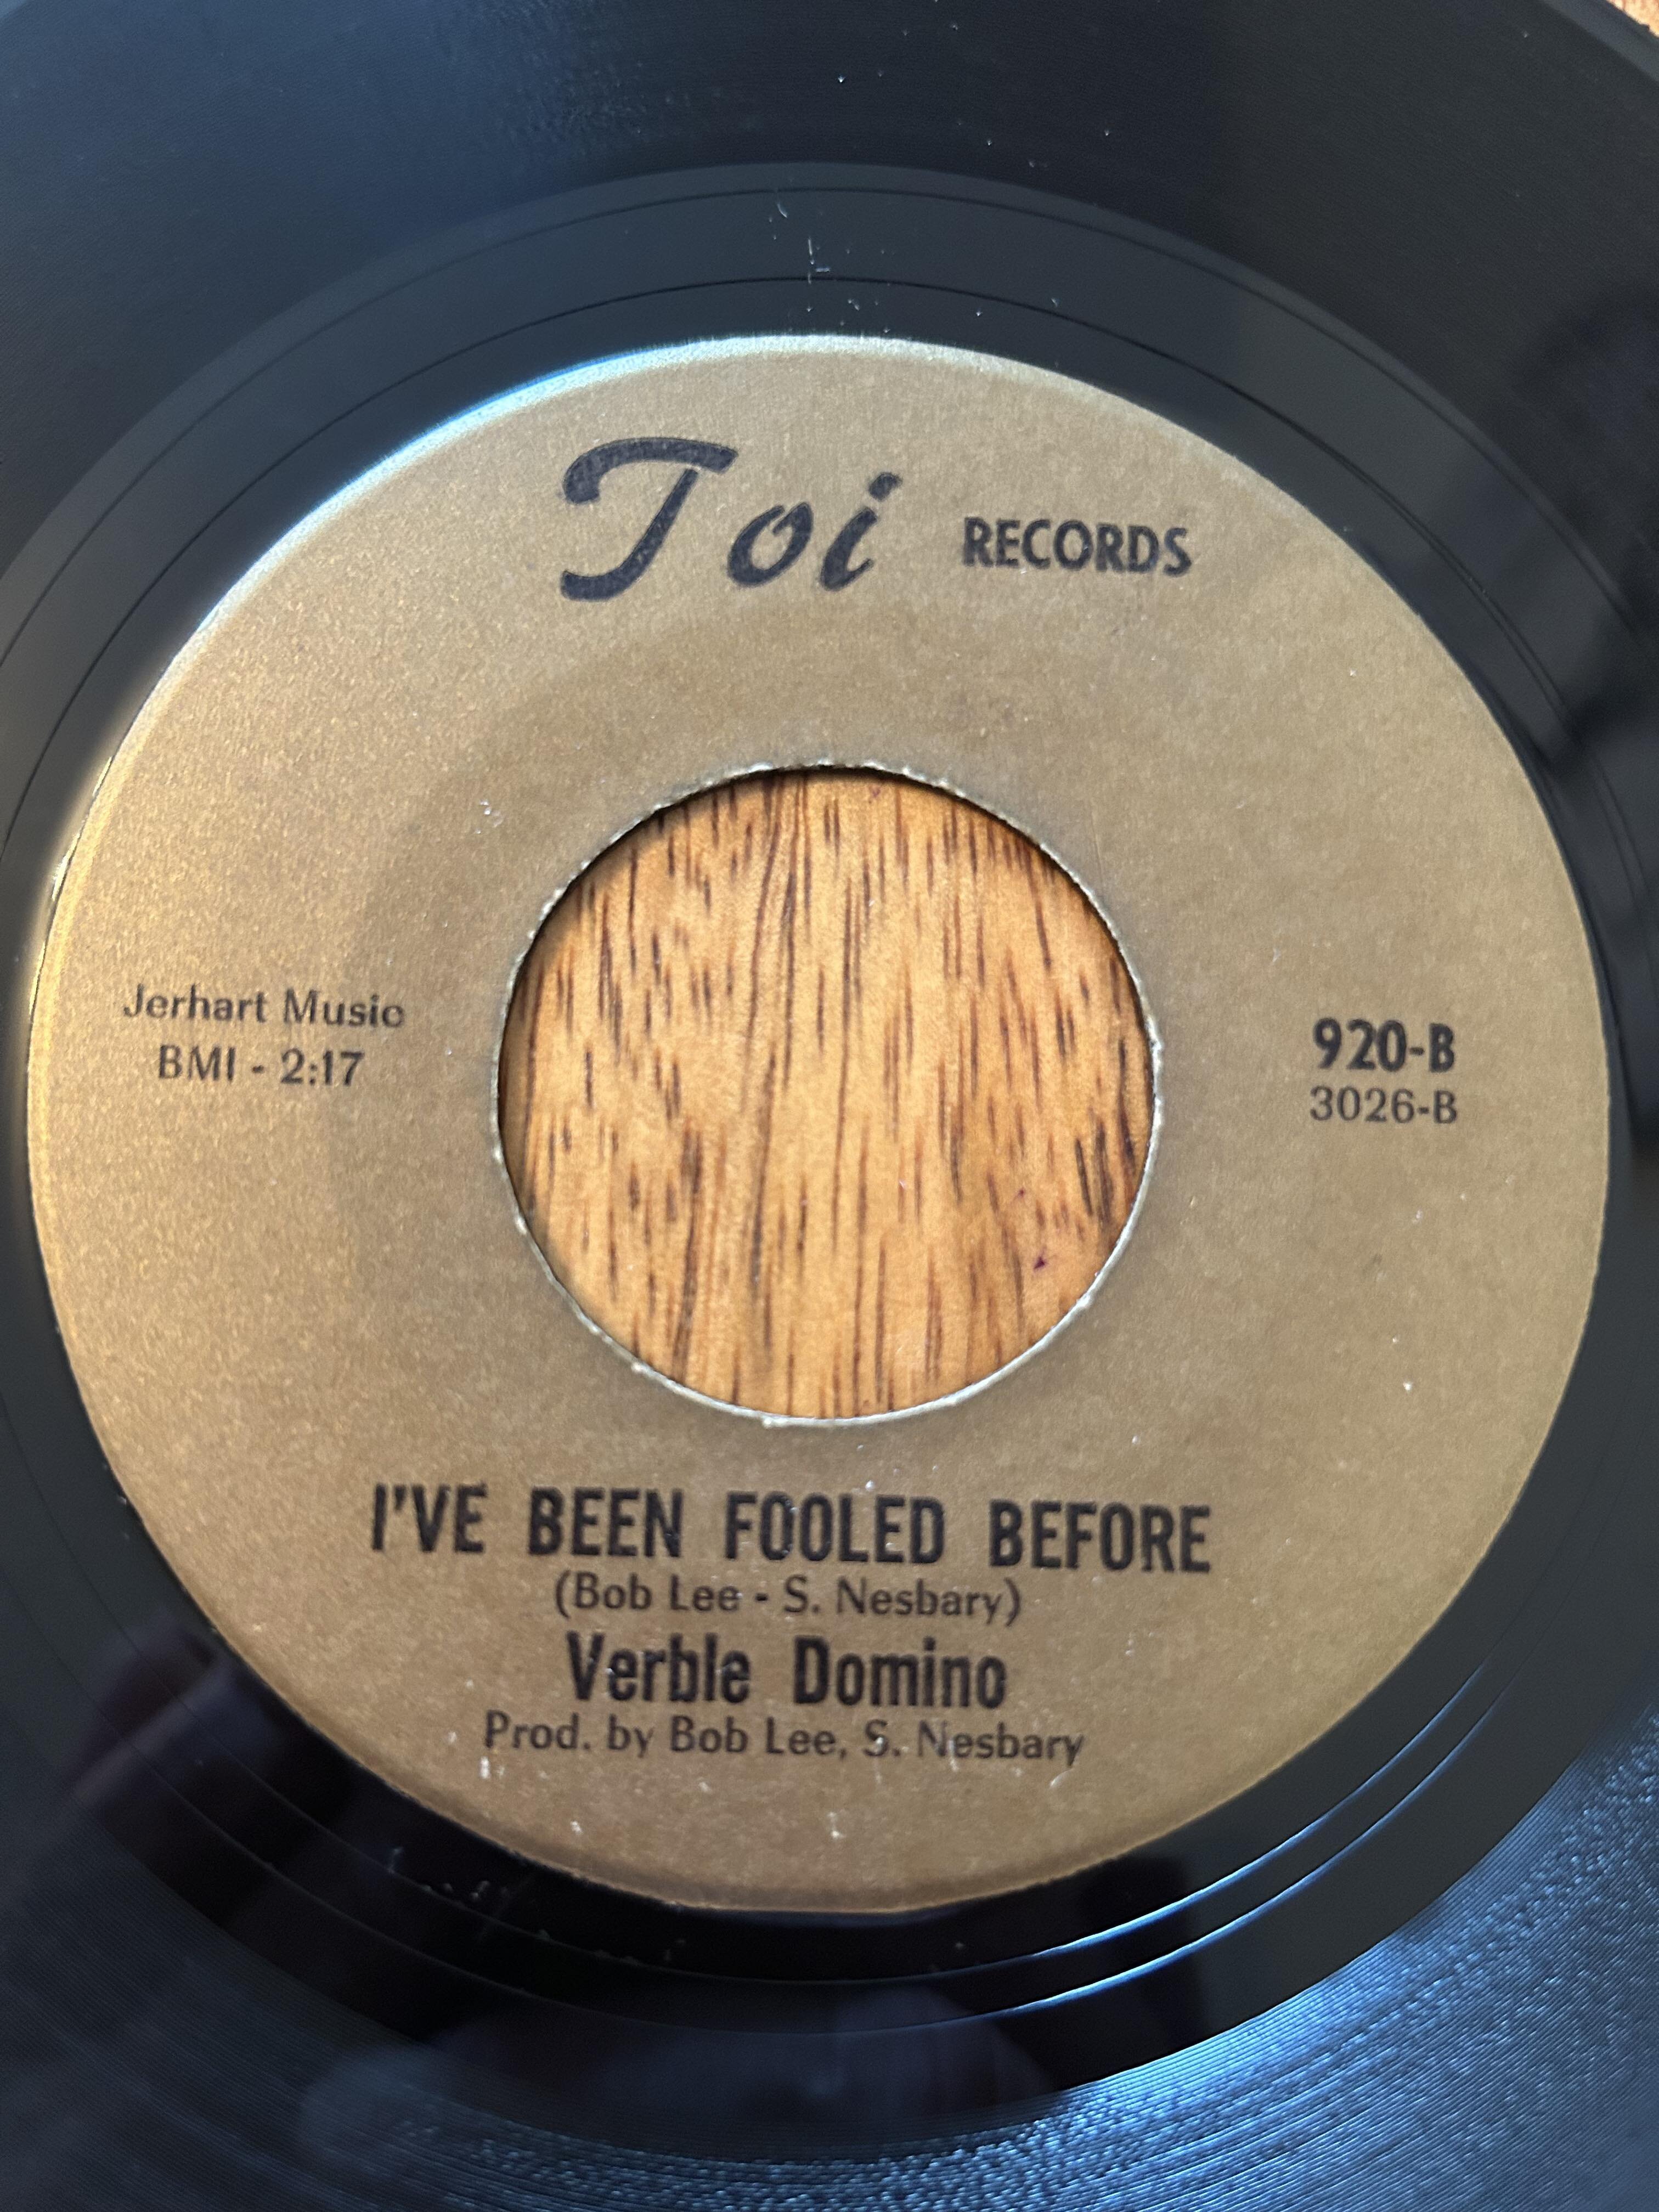 Toi RECORDS
Jerhart Music
BMI - 2:17
920-B
3026-B
I'VE BEEN FOOLED BEFORE
(Bob Lee - S. Nesbary)
Verble Domino
Prod. by Bob Lee, S. Nesbary